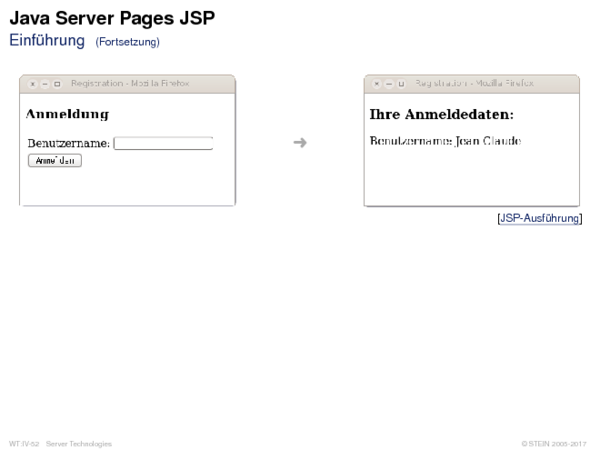 Java Server Pages JSP
Einführung (Fortsetzung)
Registration - Mozilla Firefox
Anmeldung
Benutzername:
Anmelden
➜
Registration - Mozilla Firefox
Ihre Anmeldedaten:
Benutzername: Jean Claude
[JSP-Ausführung]
WT:IV-52 Server Technologies
© STEIN 2005-2017